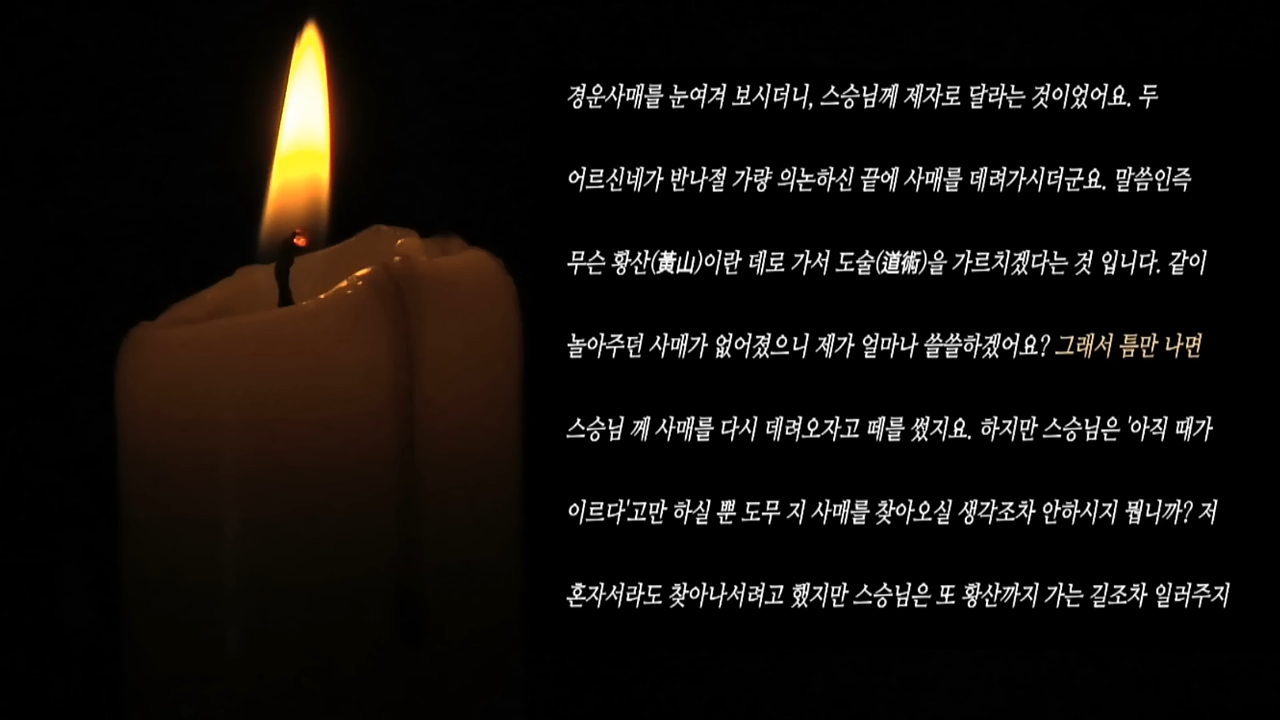 경운사매를 눈여겨 보시더니, 스승님께 제자로 달라는 것이었어요. 두
어르신네가 반나절 가량 의논하신 끝에 사매를 데려가시더군요. 말씀인즉
무슨 황산(黃山)이란 데로 가서 도술(道術)을 가르치겠다는 것 입니다. 같이
놀아주던 사매가 없어졌으니 제가 얼마나 쓸쓸하겠어요? 그래서 틈만 나면
스승님 께 사매를 다시 데려오자고 떼를 썼지요. 하지만 스승님은 '아직 때가
이르다'고만 하실 뿐 도무 지 사매를 찾아오실 생각조차 안하시지 뭡니까? 저
혼자서라도 찾아나서려고 했지만 스승님은 또 황산까지 가는 길조차 일러주지